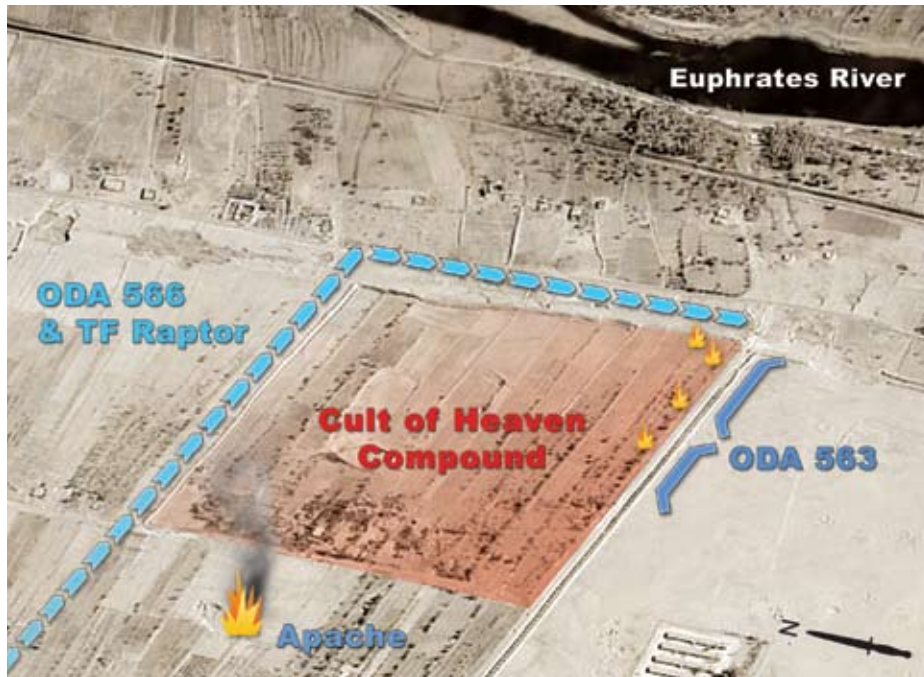 Euphrates River
ODA 566
& TF Raptor
Cult of Heaven
Compound
ODA 563
Apache
N